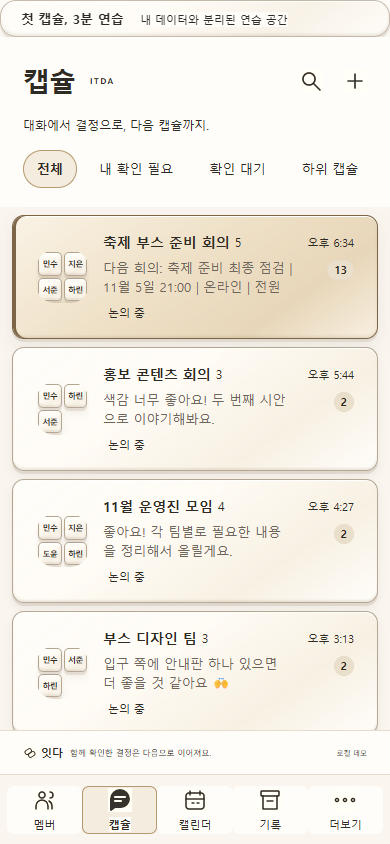 첫 캡슐, 3분 연습 내 데이터와 분리된 연습 공간
캡슐 ITDA
대화에서 결정으로, 다음 캡슐까지.
전체 내 확인 필요 확인 대기 하위 캡슐
축제 부스 준비 회의 5 오후 6:34
민수 지은
서준 하린
다음 회의: 축제 준비 최종 점검 | 13
11월 5일 21:00 | 온라인 | 전원
논의 중
홍보 콘텐츠 회의 3 오후 5:44
민수 하린
서준
색감 너무 좋아요! 두 번째 시안 2
으로 이야기해봐요.
논의 중
11월 운영진 모임 4 오후 4:27
민수 지은
도윤 하린
좋아요! 각 팀별로 필요한 내용 2
을 정리해서 올릴게요.
논의 중
부스 디자인 팀 3 오후 3:13
민수 서준
하린
입구 쪽에 안내판 하나 있으면 2
더 좋을 것 같아요 🙌
논의 중
잇다 함께 확인한 결정은 다음으로 이어져요. 로컬 데모
멤버 캡슐 캘린더 기록 더보기